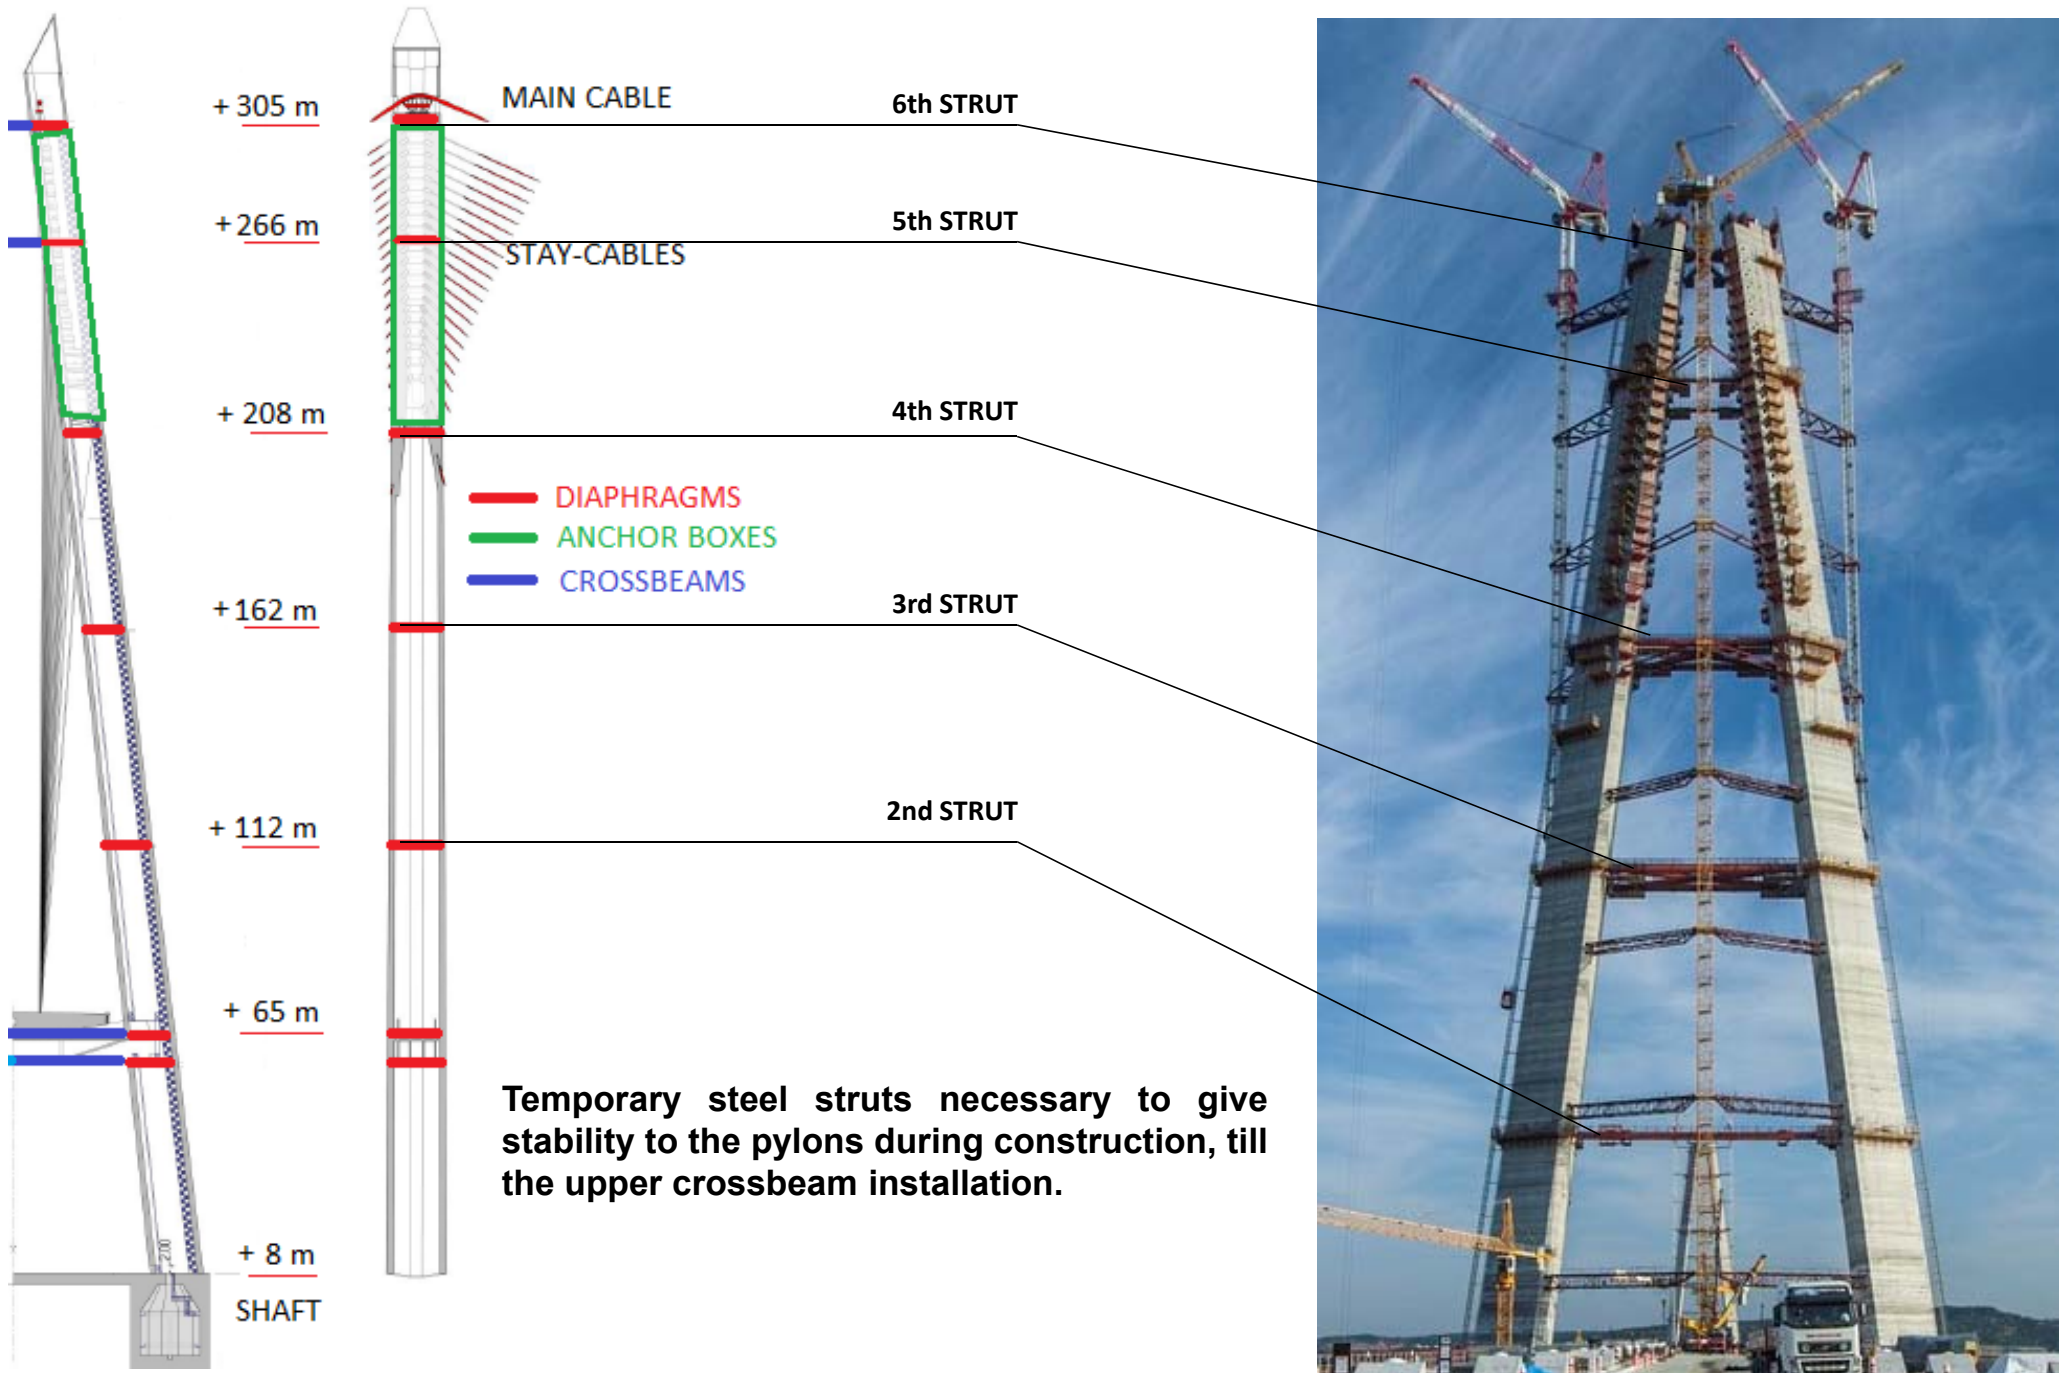 + 305 m
MAIN CABLE
6th STRUT
+ 266 m
5th STRUT
STAY-CABLES
+ 208 m
4th STRUT
DIAPHRAGMS
ANCHOR BOXES
CROSSBEAMS
+ 162 m
3rd STRUT
+ 112 m
2nd STRUT
+ 65 m
Temporary steel struts necessary to give
stability to the pylons during construction, till
the upper crossbeam installation.
+ 8 m
2.00
SHAFT